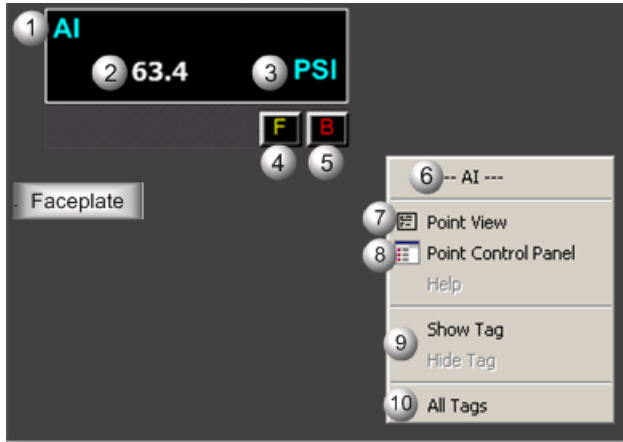 1 AI
2 63.4 3 PSI
F B
4 5
6 -- AI ---
Faceplate
7 Point View
8 Point Control Panel
Help
9 Show Tag
Hide Tag
10 All Tags